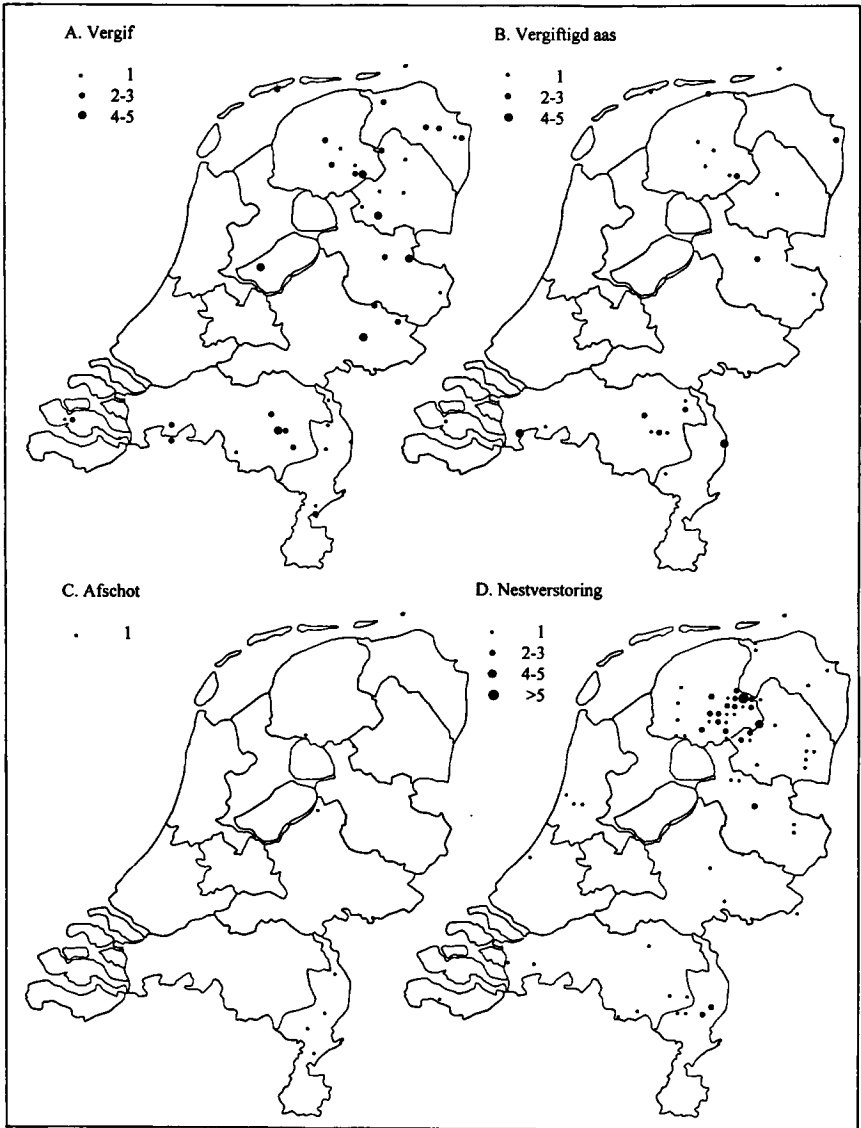 A. Vergif
1
2-3
4-5
B. Vergiftigd aas
1
2-3
4-5
C. Afschot
1
D. Nestverstoring
1
2-3
4-5
>5